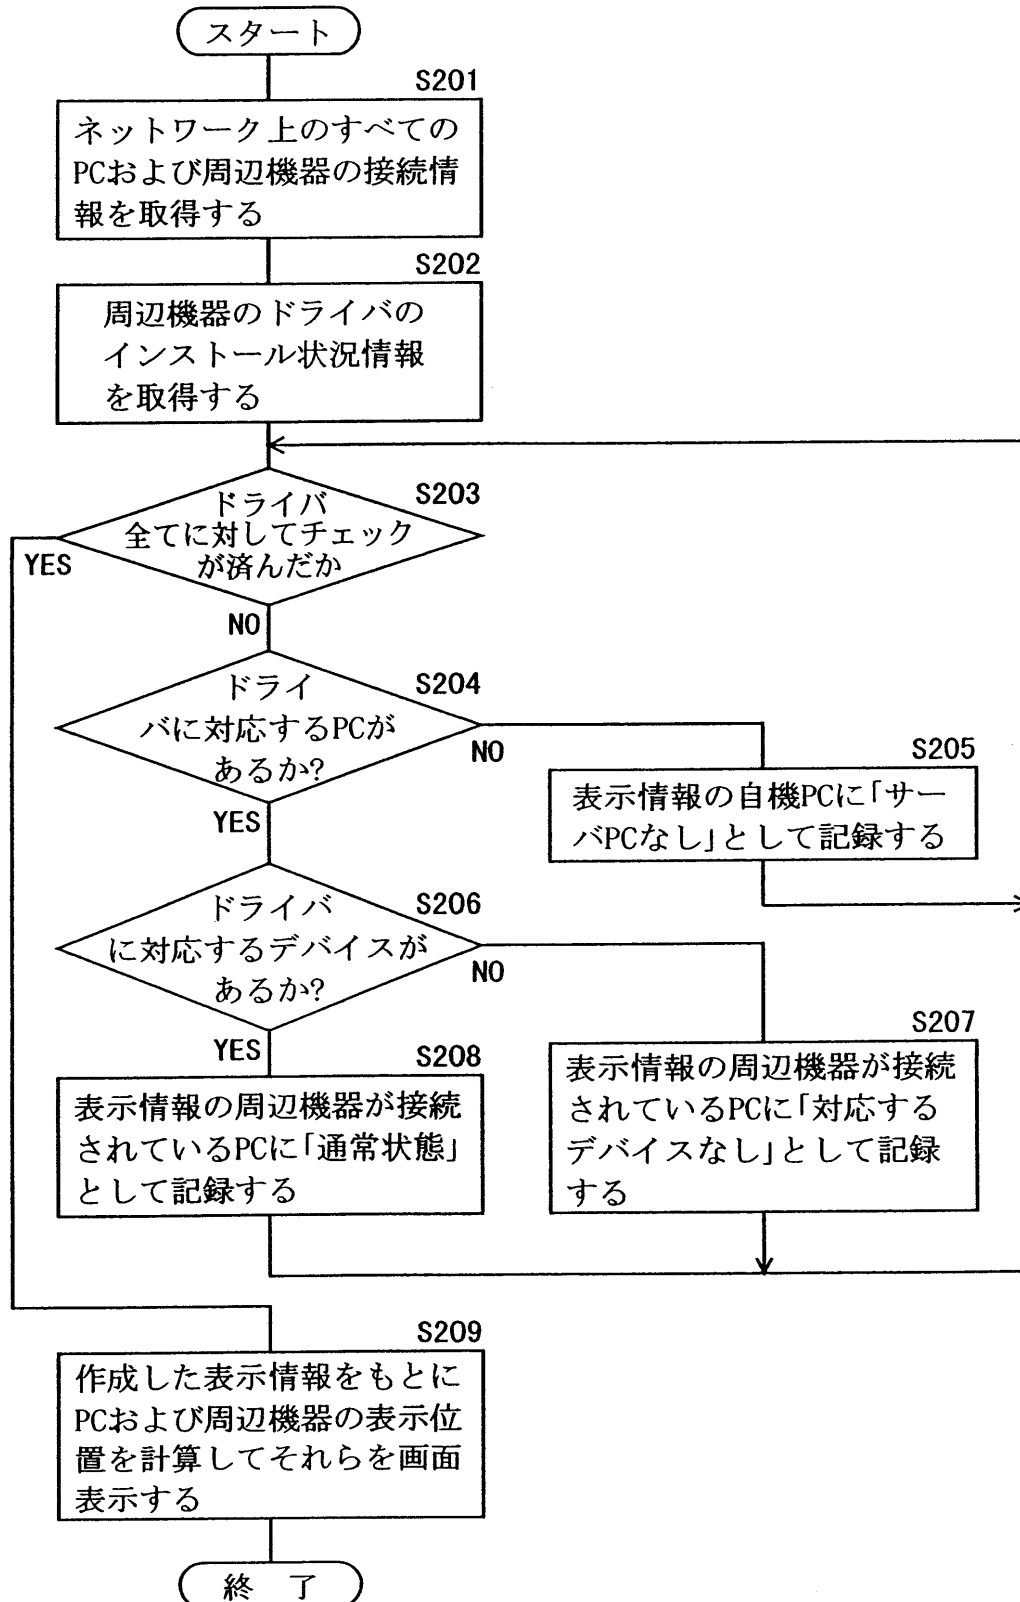 スタート
S201
ネットワーク上のすべての
PCおよび周辺機器の接続情
報を取得する
S202
周辺機器のドライバの
インストール状況情報
を取得する
S203
ドライバ
全てに対してチェック
が済んだか
YES
NO
S204
ドライ
バに対応するPCが
あるか?
NO
YES
S205
表示情報の自機PCに「サー
バPCなし」として記録する
S206
ドライバ
に対応するデバイスが
あるか?
NO
YES
S207
表示情報の周辺機器が接続
されているPCに「対応する
デバイスなし」として記録
する
S208
表示情報の周辺機器が接続
されているPCに「通常状態」
として記録する
S209
作成した表示情報をもとに
PCおよび周辺機器の表示位
置を計算してそれらを画面
表示する
終 了